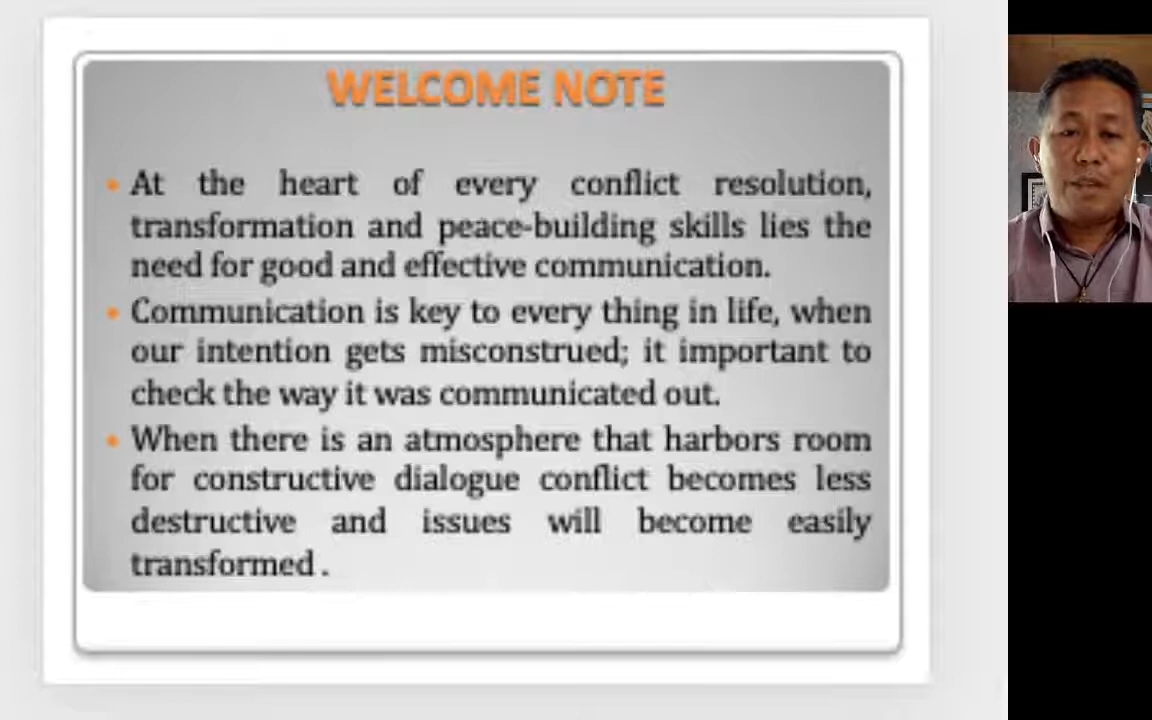 WELCOME NOTE
• At the heart of every conflict resolution,
transformation and peace-building skills lies the
need for good and effective communication.
• Communication is key to every thing in life, when
our intention gets misconstrued; it important to
check the way it was communicated out.
• When there is an atmosphere that harbors room
for constructive dialogue conflict becomes less
destructive and issues will become easily
transformed.